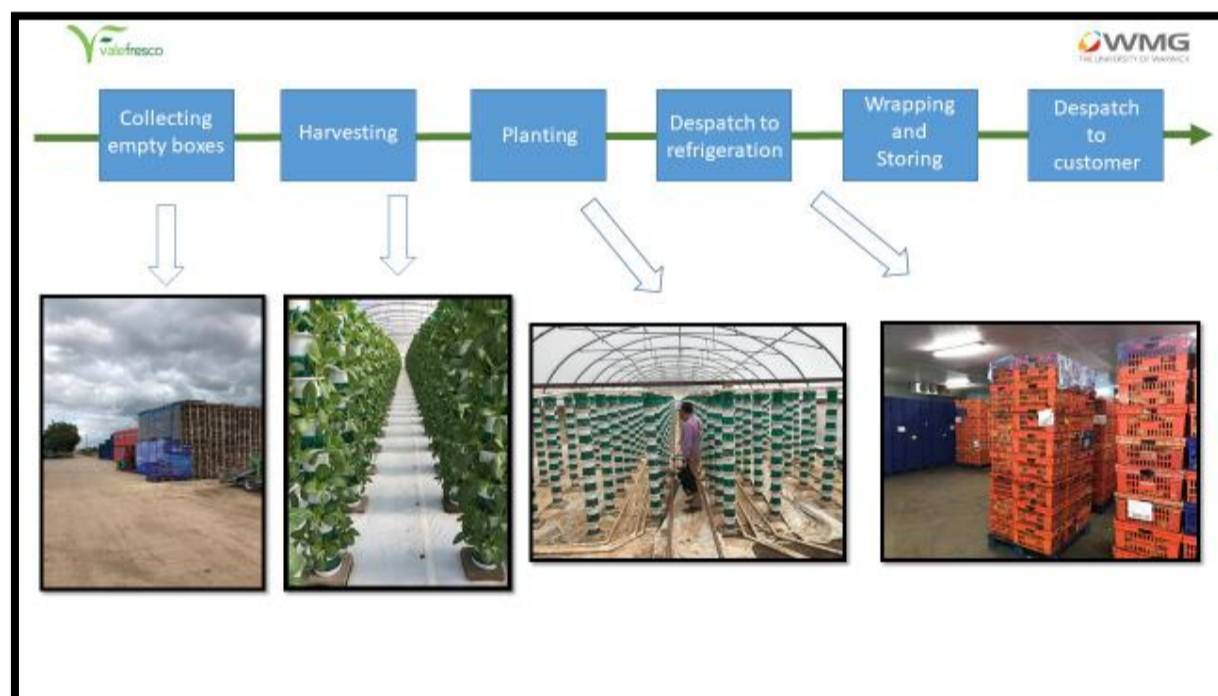 valefresco
WMG
THE UNIVERSITY OF WARWICK
Collecting
empty boxes
Harvesting
Planting
Despatch to
refrigeration
Wrapping
and
Storing
Despatch
to
customer